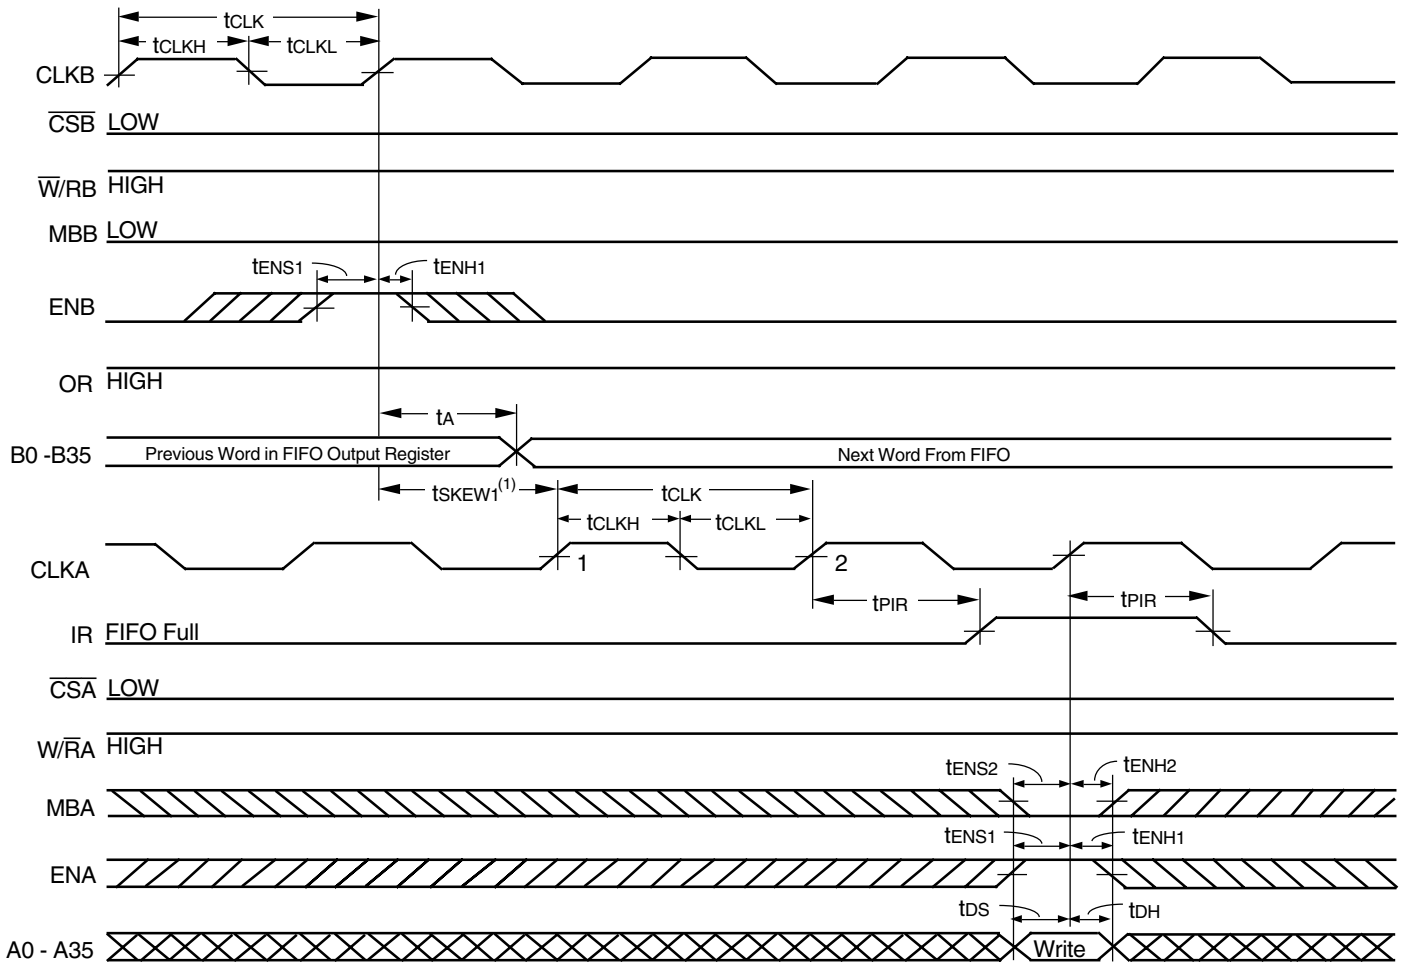 tCLK
tCLKH tCLKL
CLKB
CSB LOW
W/RB HIGH
MBB LOW
tENS1 tENH1
ENB
OR HIGH
tA
B0 -B35 Previous Word in FIFO Output Register Next Word From FIFO
tSKEW1(1) tCLK
tCLKH tCLKL
CLKA 1 2
tPIR tPIR
IR FIFO Full
CSA LOW
W/RA HIGH
tENS2 tENH2
MBA
tENS1 tENH1
ENA
tDS tDH
A0 - A35 Write